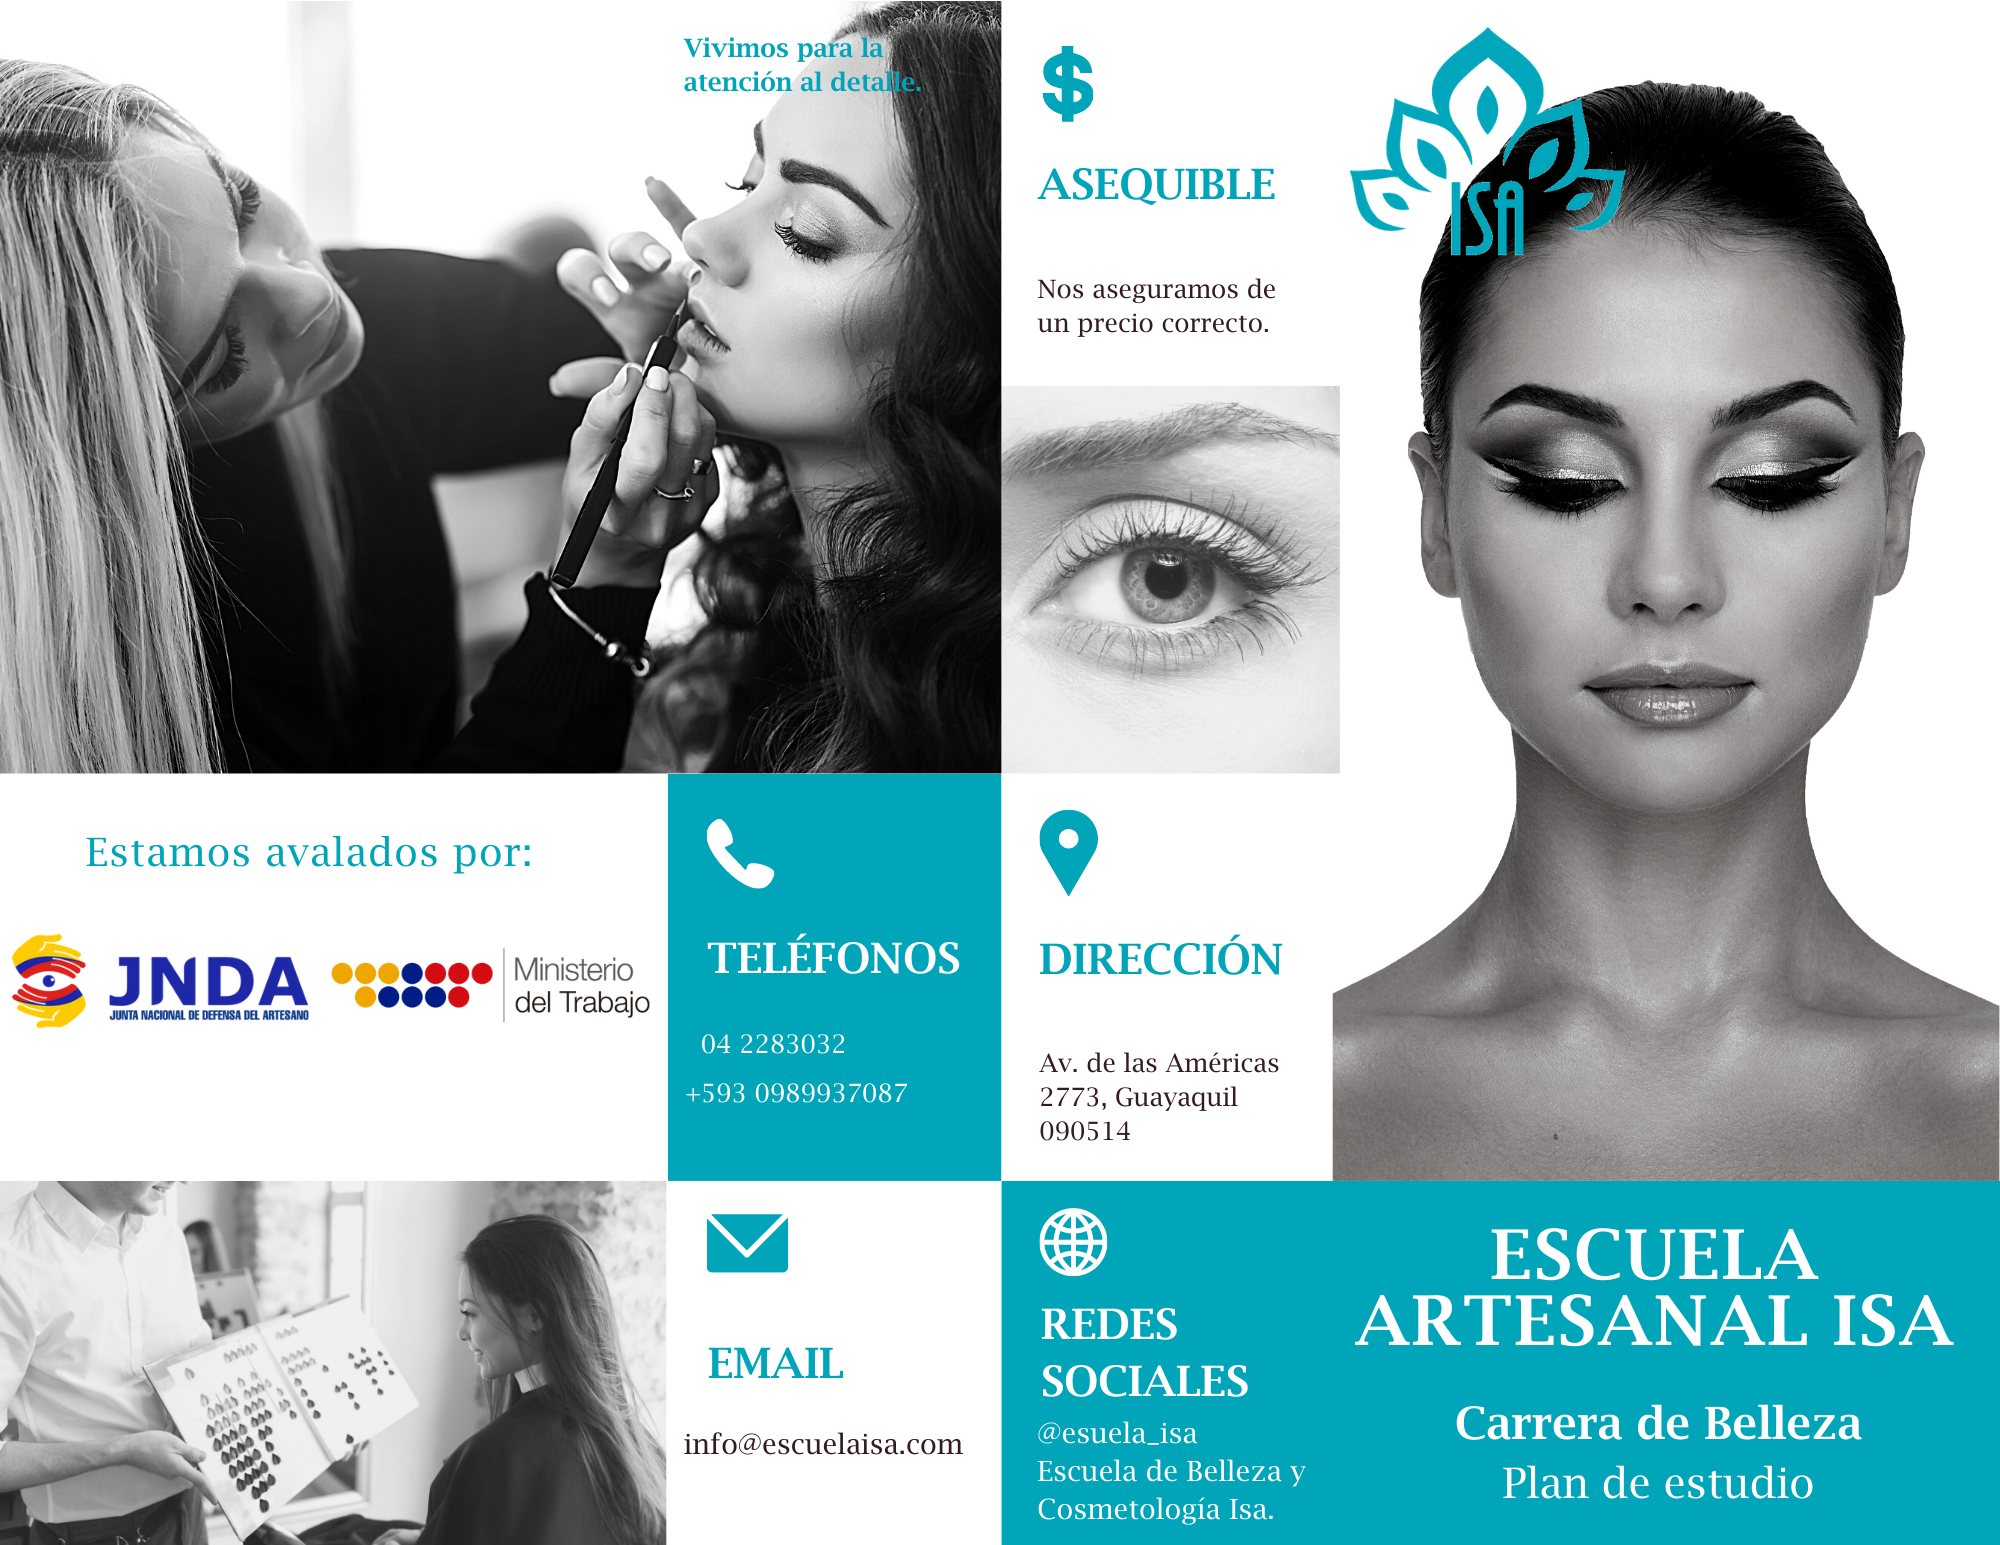 Vivimos para la
atención al detalle.
$
ASEQUIBLE
Nos aseguramos de
un precio correcto.
ISA
Estamos avalados por:
JNDA
JUNTA NACIONAL DE DEFENSA DEL ARTESANO
Ministerio
del Trabajo
TELÉFONOS
04 2283032
+593 0989937087
DIRECCIÓN
Av. de las Américas
2773, Guayaquil
090514
EMAIL
info@escuelaisa.com
REDES
SOCIALES
@esuela_isa
Escuela de Belleza y
Cosmetología Isa.
ESCUELA
ARTESANAL ISA
Carrera de Belleza
Plan de estudio